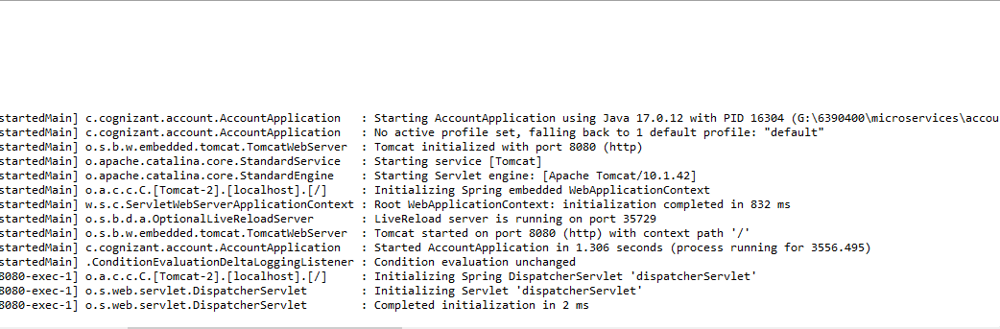 startedMain] c.cognizant.account.AccountApplication : Starting AccountApplication using Java 17.0.12 with PID 16304 (G:\6390400\microservices\accou
startedMain] c.cognizant.account.AccountApplication : No active profile set, falling back to 1 default profile: "default"
startedMain] o.s.b.w.embedded.tomcat.TomcatWebServer : Tomcat initialized with port 8080 (http)
startedMain] o.apache.catalina.core.StandardService : Starting service [Tomcat]
startedMain] o.apache.catalina.core.StandardEngine : Starting Servlet engine: [Apache Tomcat/10.1.42]
startedMain] o.a.c.c.C.[Tomcat-2].[localhost].[/] : Initializing Spring embedded WebApplicationContext
startedMain] w.s.c.ServletWebServerApplicationContext : Root WebApplicationContext: initialization completed in 832 ms
startedMain] o.s.b.d.a.OptionalLiveReloadServer : LiveReload server is running on port 35729
startedMain] o.s.b.w.embedded.tomcat.TomcatWebServer : Tomcat started on port 8080 (http) with context path '/'
startedMain] c.cognizant.account.AccountApplication : Started AccountApplication in 1.306 seconds (process running for 3556.495)
startedMain] .ConditionEvaluationDeltaLoggingListener : Condition evaluation unchanged
8080-exec-1] o.a.c.c.C.[Tomcat-2].[localhost].[/] : Initializing Spring DispatcherServlet 'dispatcherServlet'
8080-exec-1] o.s.web.servlet.DispatcherServlet : Initializing Servlet 'dispatcherServlet'
8080-exec-1] o.s.web.servlet.DispatcherServlet : Completed initialization in 2 ms